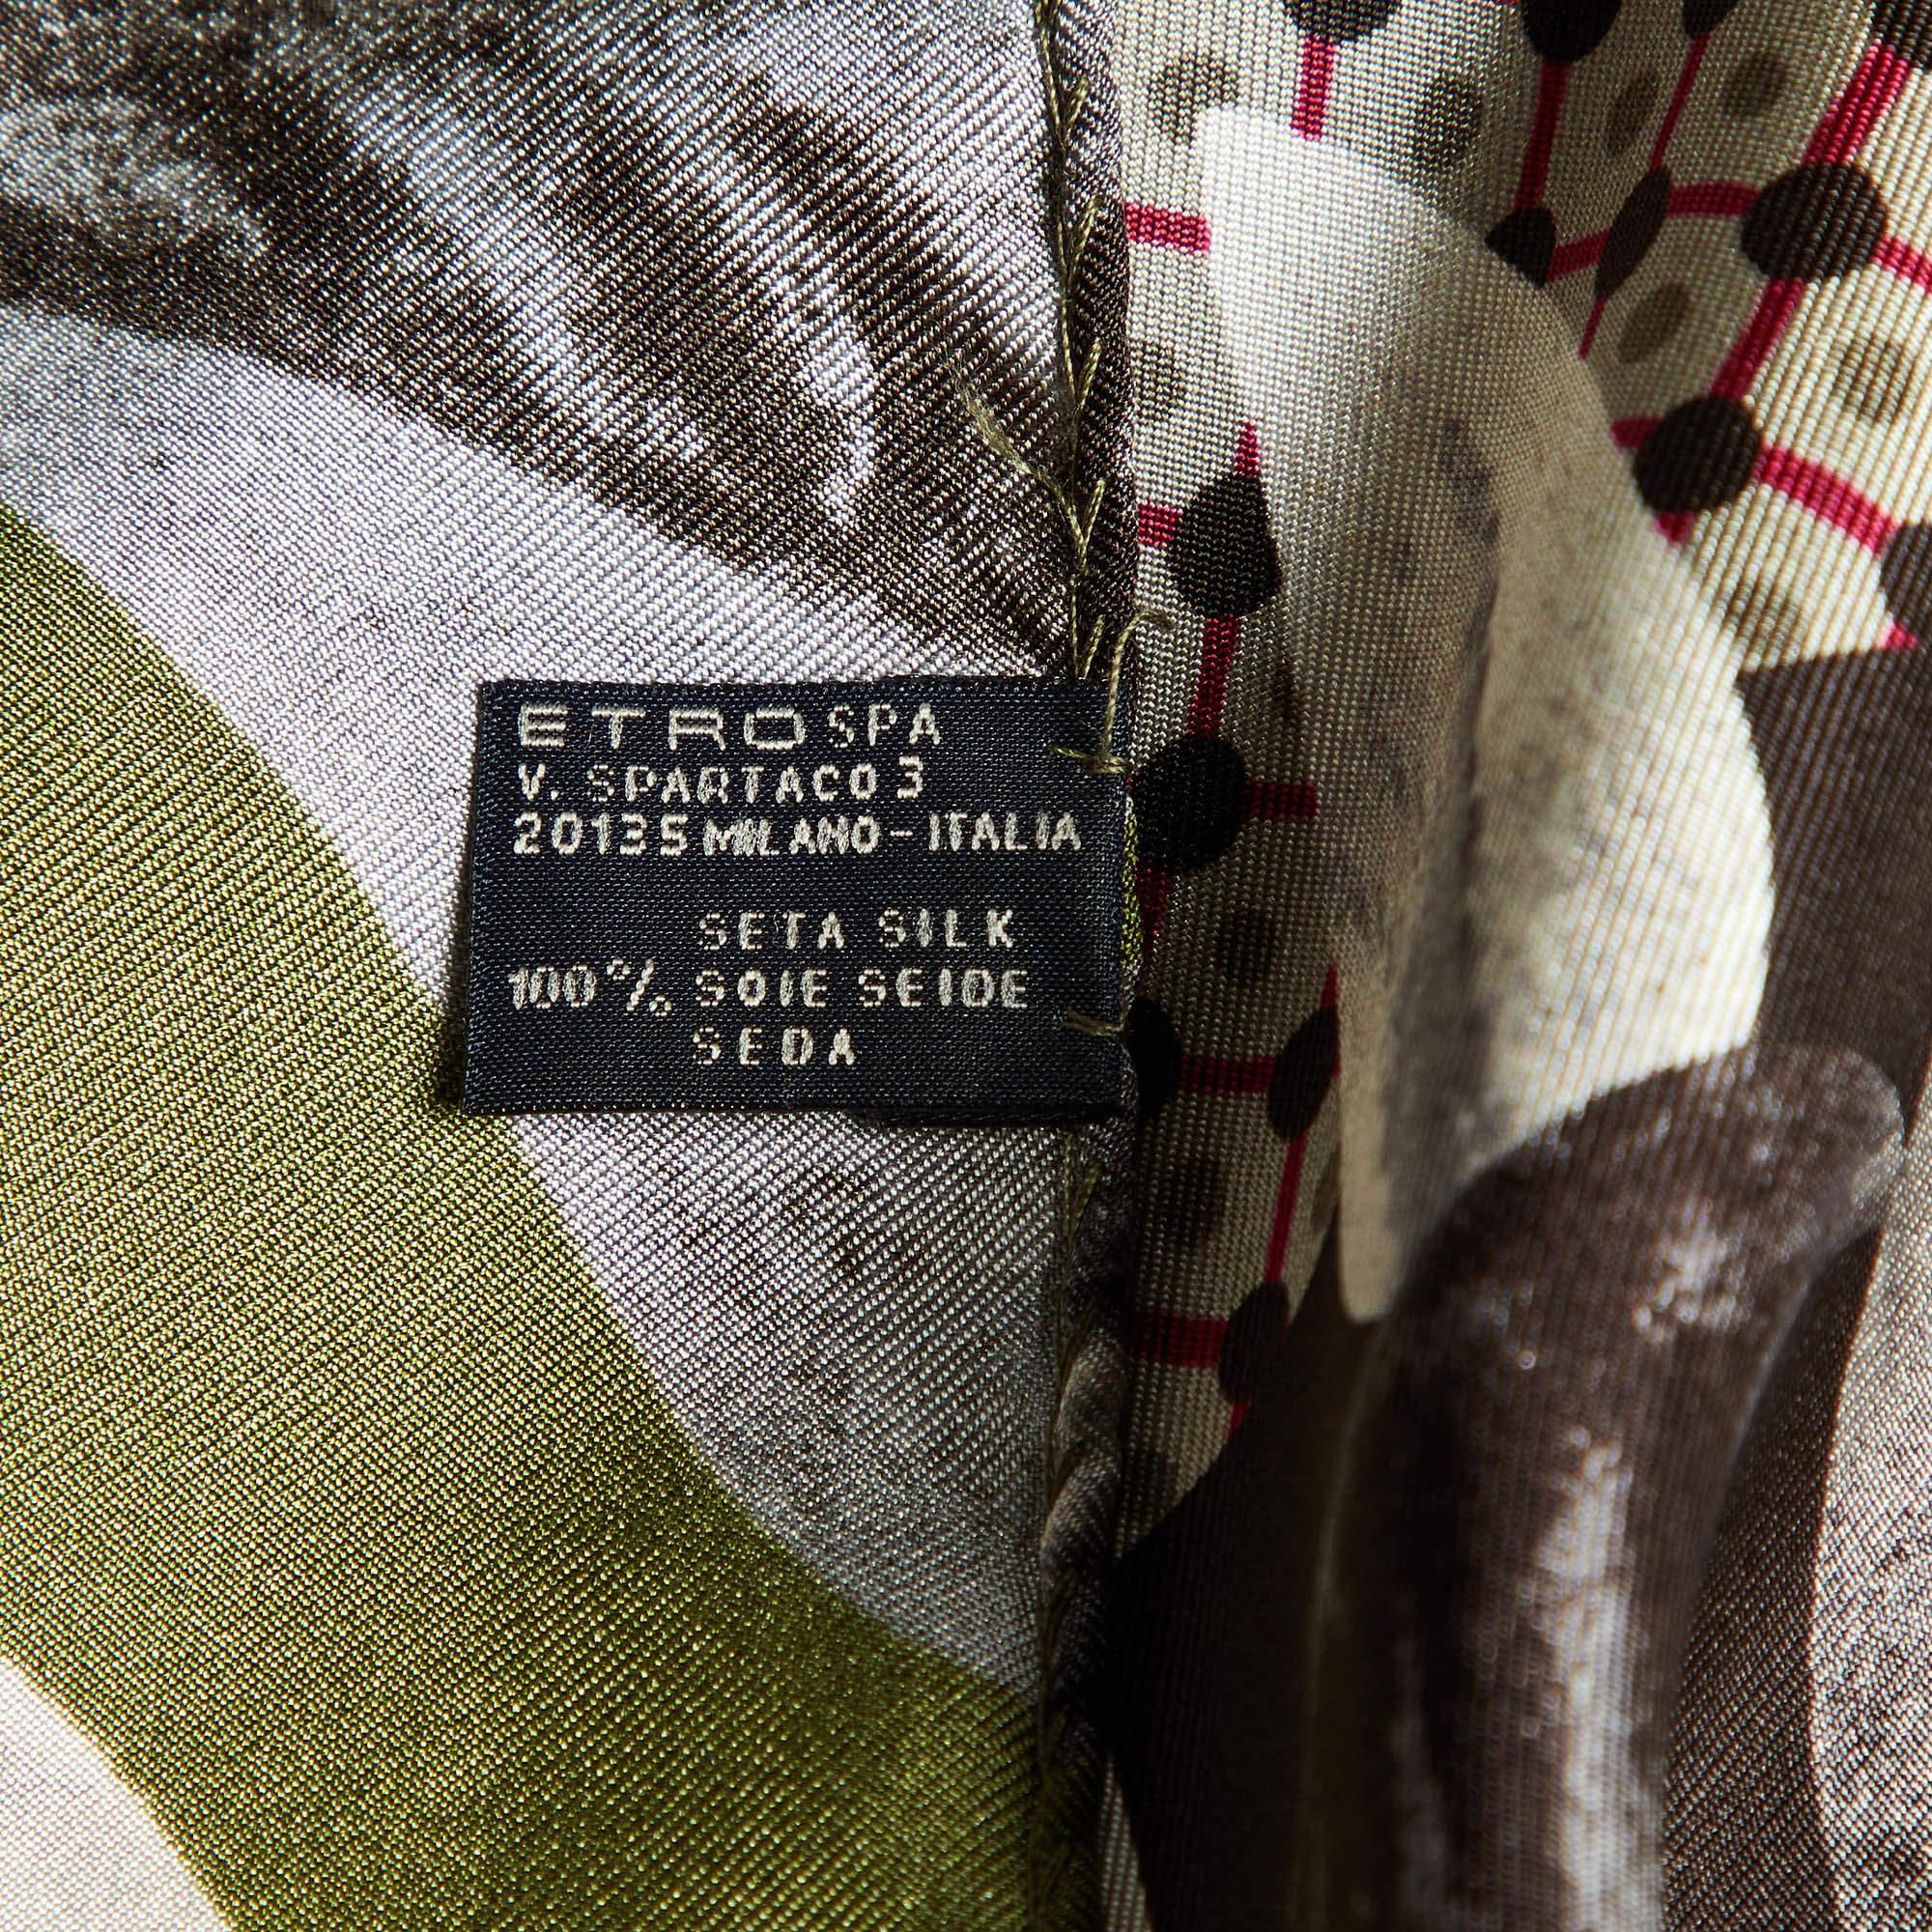 ETRO SPA
V. SPARTACO 3
20135 MILANO - ITALIA
SETA SILK
100% SOIE SEIDE
SEDA